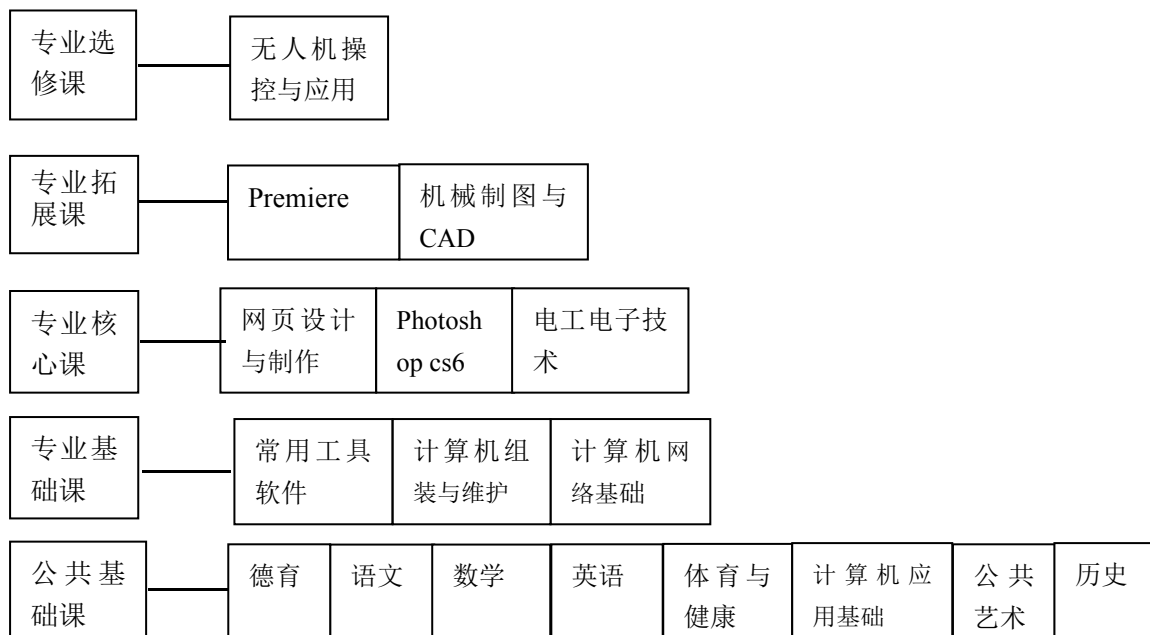 专业选
修课
无人机操
控与应用
专业拓
展课
Premiere
机械制图与
CAD
专业核
心课
网页设计
与制作
Photosh
op cs6
电工电子技
术
专业基
础课
常用工具
软件
计算机组
装与维护
计算机网
络基础
公共基
础课
德育
语文
数学
英语
体育与
健康
计算机应
用基础
公共
艺术
历史